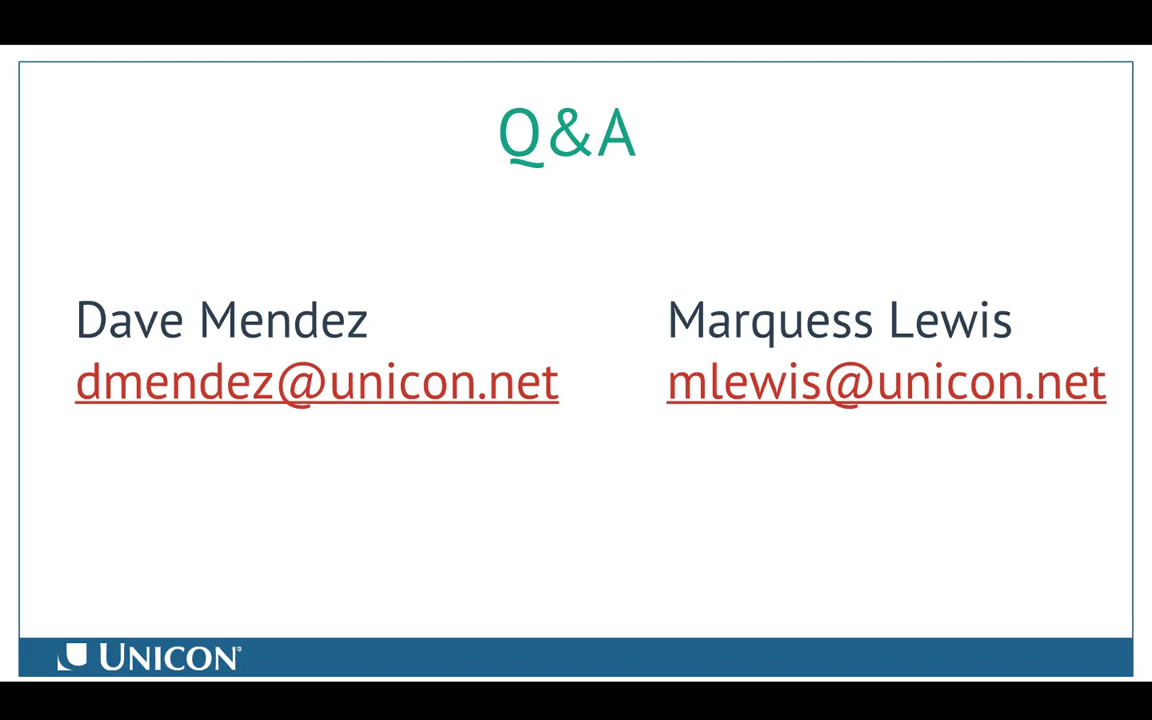 Q&A
Dave Mendez
dmendez@unicon.net
Marquess Lewis
mlewis@unicon.net
UNICON®